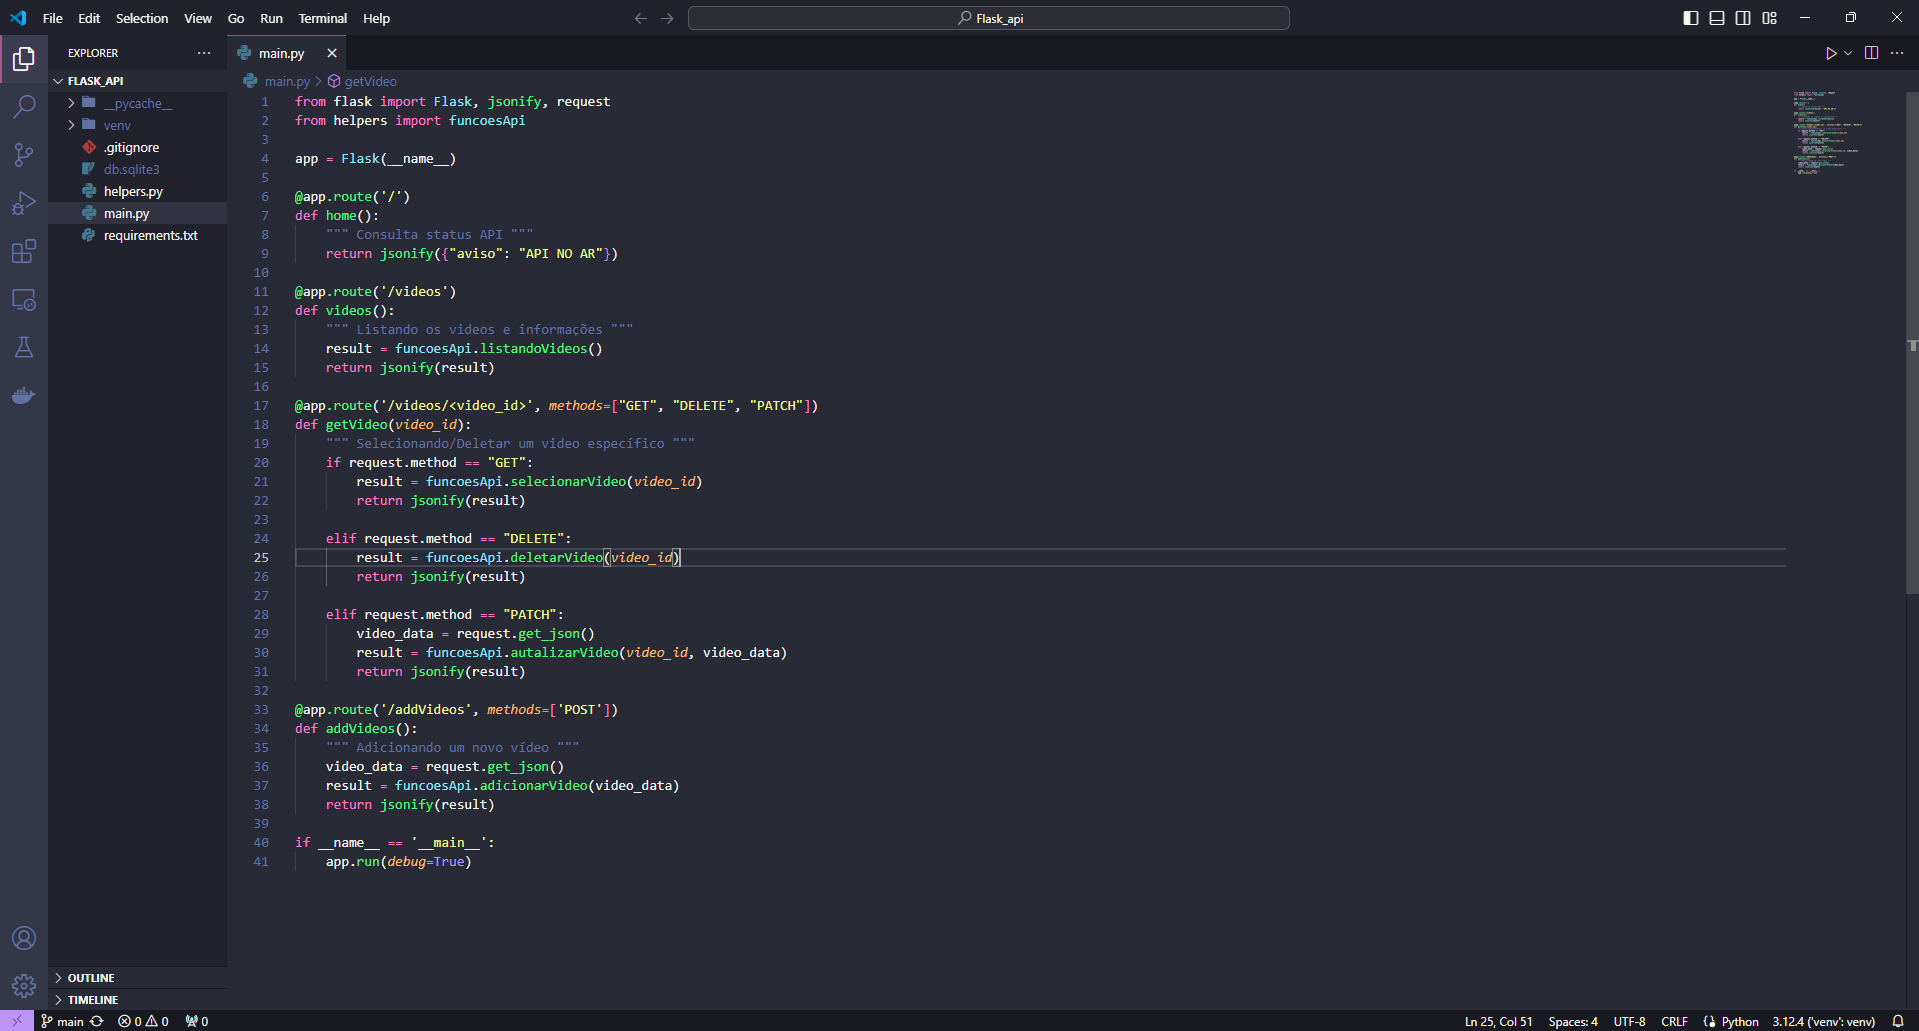 File Edit Selection View Go Run Terminal Help
Flask_api
EXPLORER
FLASK_API
__pycache__
venv
.gitignore
db.sqlite3
helpers.py
main.py
requirements.txt
OUTLINE
TIMELINE
main.py
main.py > getVideo
1 from flask import Flask, jsonify, request
2 from helpers import funcoesApi
3
4 app = Flask(__name__)
5
6 @app.route('/')
7 def home():
8     """ Consulta status API """
9     return jsonify({"aviso": "API NO AR"})
10
11 @app.route('/videos')
12 def videos():
13     """ Listando os videos e informações """
14     result = funcoesApi.listandoVideos()
15     return jsonify(result)
16
17 @app.route('/videos/<video_id>', methods=["GET", "DELETE", "PATCH"])
18 def getVideo(video_id):
19     """ Selecionando/Deletar um video específico """
20     if request.method == "GET":
21         result = funcoesApi.selecionarVideo(video_id)
22         return jsonify(result)
23
24     elif request.method == "DELETE":
25         result = funcoesApi.deletarVideo(video_id)
26         return jsonify(result)
27
28     elif request.method == "PATCH":
29         video_data = request.get_json()
30         result = funcoesApi.autalizarVideo(video_id, video_data)
31         return jsonify(result)
32
33 @app.route('/addVideos', methods=['POST'])
34 def addVideos():
35     """ Adicionando um novo vídeo """
36     video_data = request.get_json()
37     result = funcoesApi.adicionarVideo(video_data)
38     return jsonify(result)
39
40 if __name__ == '__main__':
41     app.run(debug=True)
main 0 0 0
Ln 25, Col 51 Spaces: 4 UTF-8 CRLF Python 3.12.4 ('venv': venv)